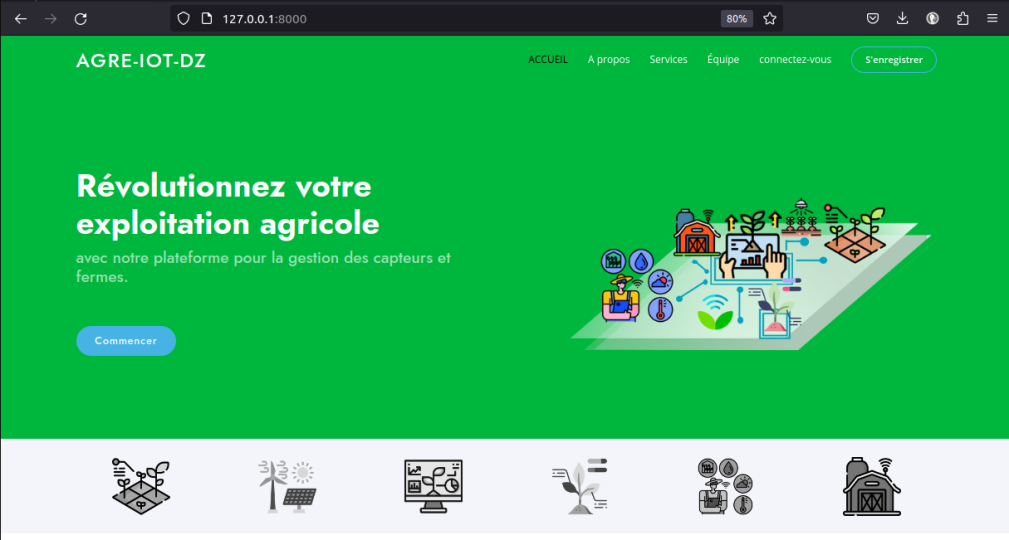 127.0.0.1:8000
80%
AGRE-IOT-DZ
ACCUEIL
A propos
Services
Équipe
connectez-vous
S'enregistrer
Révolutionnez votre
exploitation agricole
avec notre plateforme pour la gestion des capteurs et
fermes.
Commencer